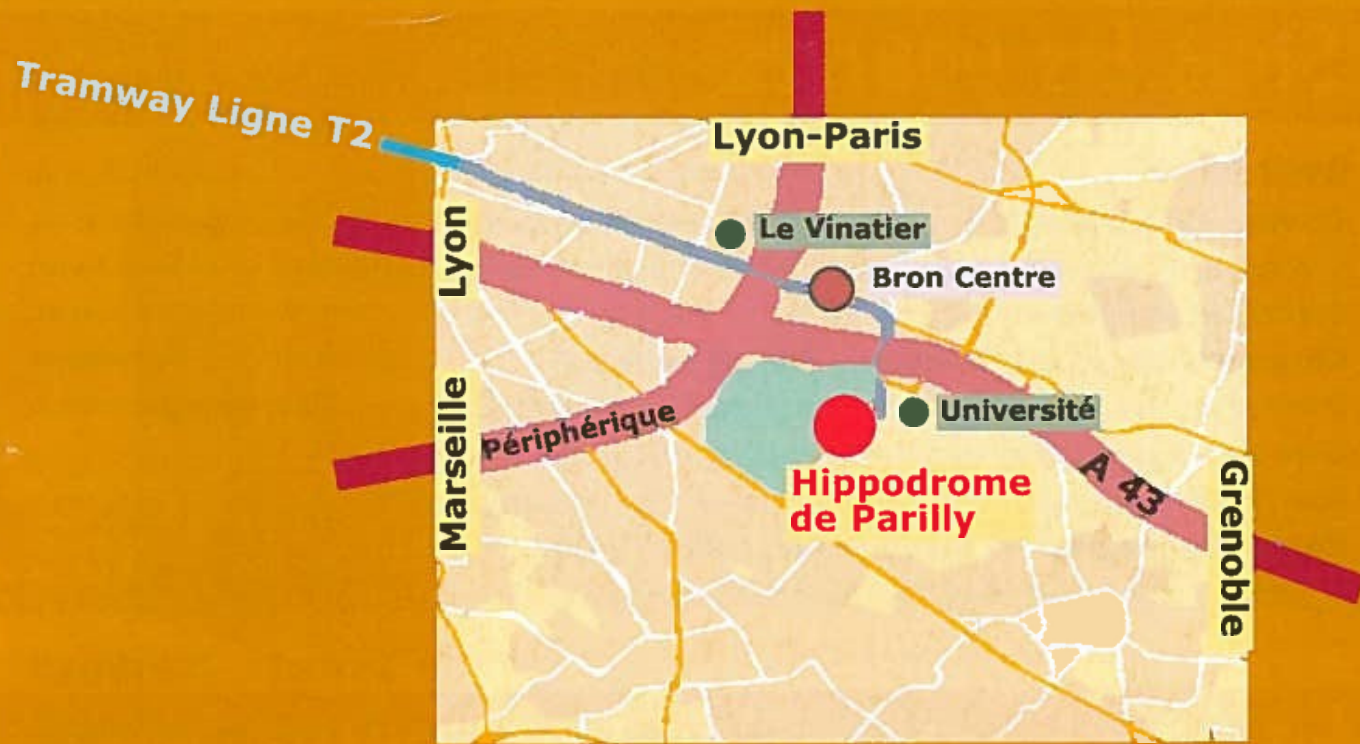 Tramway Ligne T2
Lyon-Paris
Lyon
Le Vinatier
Bron Centre
Marseille
Périphérique
Université
Hippodrome
de Parilly
A 43
Grenoble